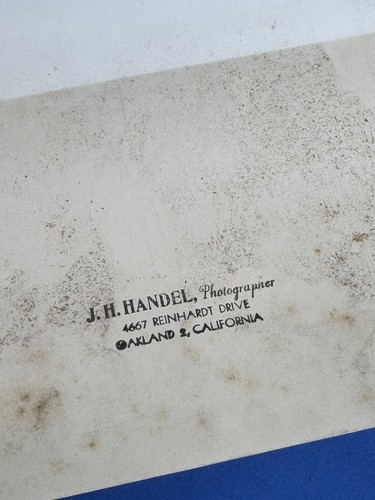 J. H. HANDEL, Photographer
4667 REINHARDT DRIVE
OAKLAND 2, CALIFORNIA